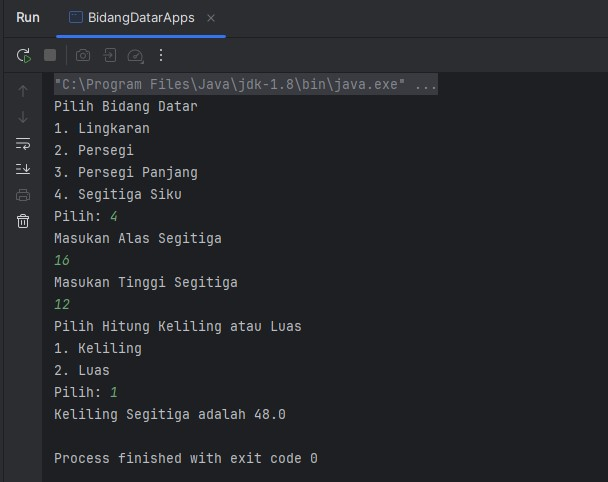 Run BidangDatarApps
"C:\Program Files\Java\jdk-1.8\bin\java.exe" ...
Pilih Bidang Datar
1. Lingkaran
2. Persegi
3. Persegi Panjang
4. Segitiga Siku
Pilih: 4
Masukan Alas Segitiga
16
Masukan Tinggi Segitiga
12
Pilih Hitung Keliling atau Luas
1. Keliling
2. Luas
Pilih: 1
Keliling Segitiga adalah 48.0
Process finished with exit code 0